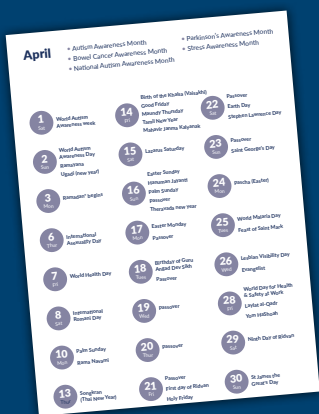 April
• Autism Awareness Month
• Bowel Cancer Awareness Month
• National Autism Awareness Month
• Parkinson's Awareness Month
• Stress Awareness Month
1
Sat
World Autism
Awareness Week
2
Sun
World Autism
Awareness Day
Ramayana
Ugadi (new year)
3
Mon
Ramadan begins
6
Thur
International
Asexuality Day
7
Fri
World Health Day
8
Sat
International
Romani Day
10
Mon
Palm Sunday
Rama Navami
13
Thur
Songkran
(Thai New Year)
14
Fri
Birth of the Khalsa (Vaisakhi)
Good Friday
Maundy Thursday
Tamil New Year
Mahavir Janma Kalyanak
15
Sat
Lazarus Saturday
16
Sun
Easter Sunday
Hanuman Jayanti
Palm Sunday
Passover
Theravada new year
17
Mon
Easter Monday
Passover
18
Tues
Birthday of Guru
Angad Dev Sikh
Passover
19
Wed
Passover
20
Thur
Passover
21
Fri
Passover
First day of Ridvan
Holy Friday
22
Sat
Passover
Earth Day
Stephen Lawrence Day
23
Sun
Passover
Saint George's Day
24
Mon
Pascha (Easter)
25
Tues
World Malaria Day
Feast of Saint Mark
26
Wed
Lesbian Visibility Day
Evangelist
28
Fri
World Day for Health
& Safety at Work
Laylat al-Qadr
Yom HaShoah
29
Sat
Ninth Day of Ridvan
30
Sun
St James the
Great's Day